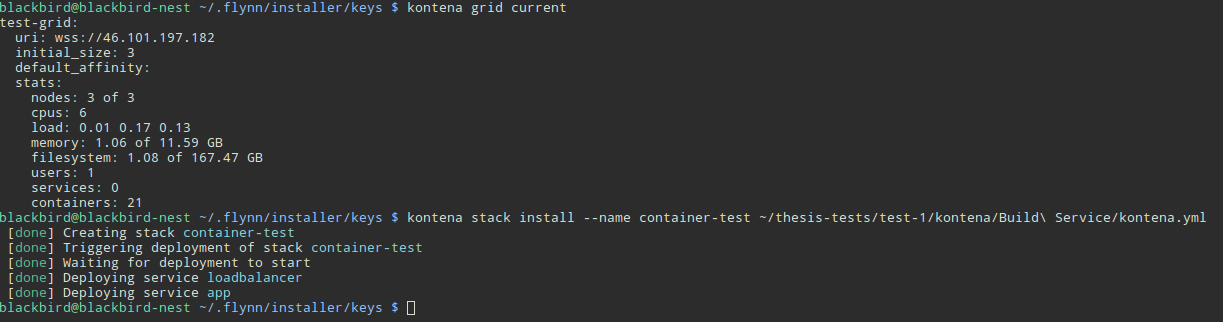 blackbird@blackbird-nest ~/.flynn/installer/keys $ kontena grid current
test-grid:
  uri: wss://46.101.197.182
  initial_size: 3
  default_affinity:
  stats:
    nodes: 3 of 3
    cpus: 6
    load: 0.01 0.17 0.13
    memory: 1.06 of 11.59 GB
    filesystem: 1.08 of 167.47 GB
    users: 1
    services: 0
    containers: 21
blackbird@blackbird-nest ~/.flynn/installer/keys $ kontena stack install --name container-test ~/thesis-tests/test-1/kontena/Build\ Service/kontena.yml
 [done] Creating stack container-test
 [done] Triggering deployment of stack container-test
 [done] Waiting for deployment to start
 [done] Deploying service loadbalancer
 [done] Deploying service app
blackbird@blackbird-nest ~/.flynn/installer/keys $